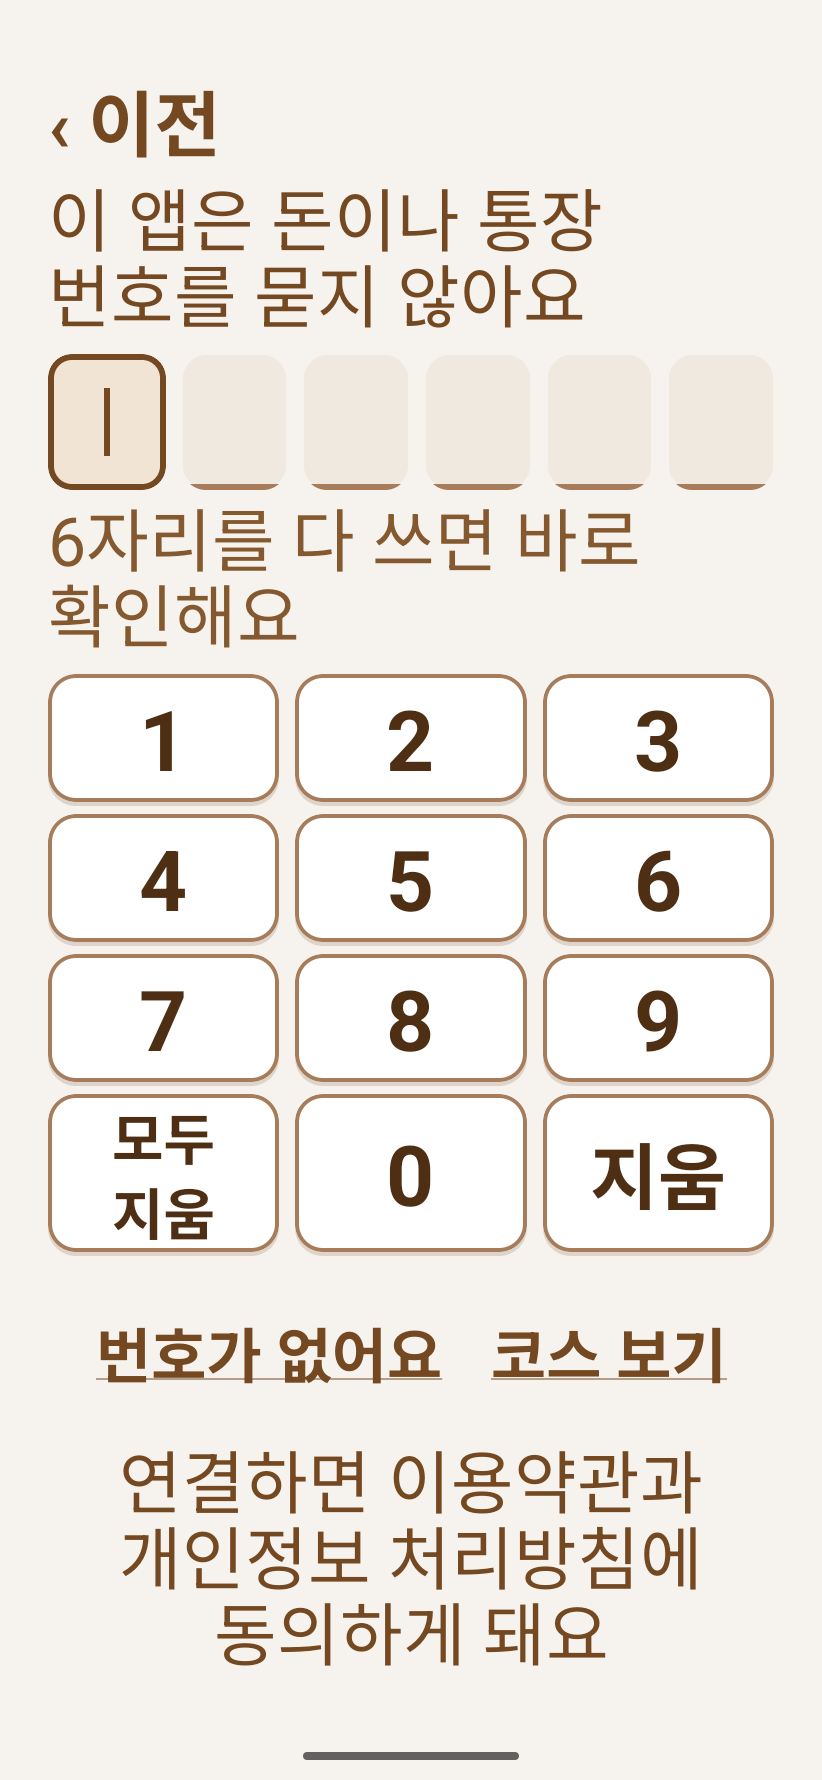 ‹ 이전
이 앱은 돈이나 통장
번호를 묻지 않아요
6자리를 다 쓰면 바로
확인해요
1 2 3
4 5 6
7 8 9
모두
지움
0 지움
번호가 없어요 코스 보기
연결하면 이용약관과
개인정보 처리방침에
동의하게 돼요